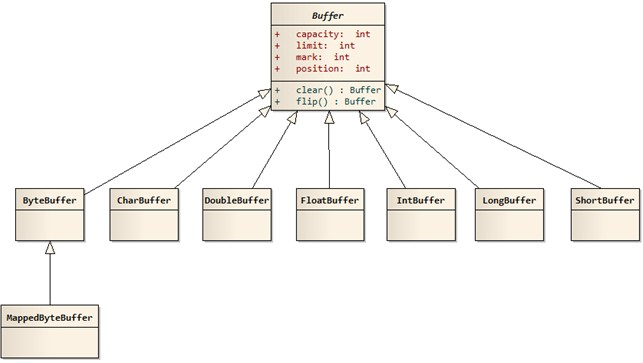 Buffer
+ capacity: int
+ limit: int
+ mark: int
+ position: int
+ clear() : Buffer
+ flip() : Buffer
ByteBuffer CharBuffer DoubleBuffer FloatBuffer IntBuffer LongBuffer ShortBuffer
MappedByteBuffer